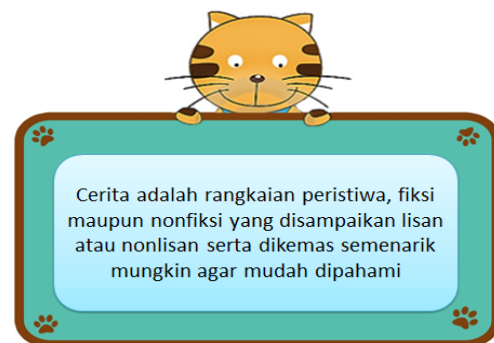 Cerita adalah rangkaian peristiwa, fiksi
maupun nonfiksi yang disampaikan lisan
atau nonlisan serta dikemas semenarik
mungkin agar mudah dipahami